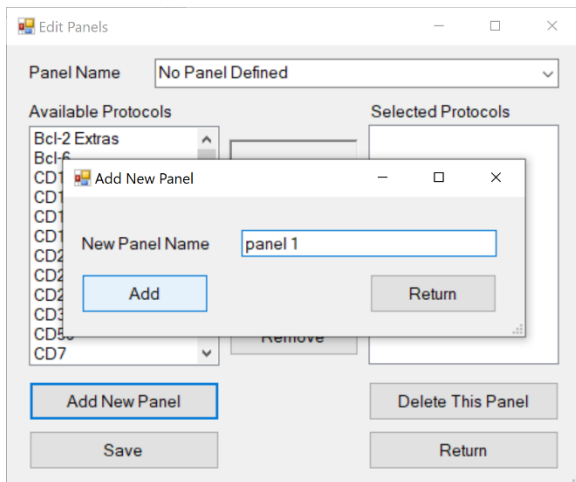 Edit Panels
Panel Name
No Panel Defined
Available Protocols
Selected Protocols
Bcl-2 Extras
Bcl-6
Add New Panel
New Panel Name
panel 1
Add
Return
CD7
Remove
Add New Panel
Delete This Panel
Save
Return